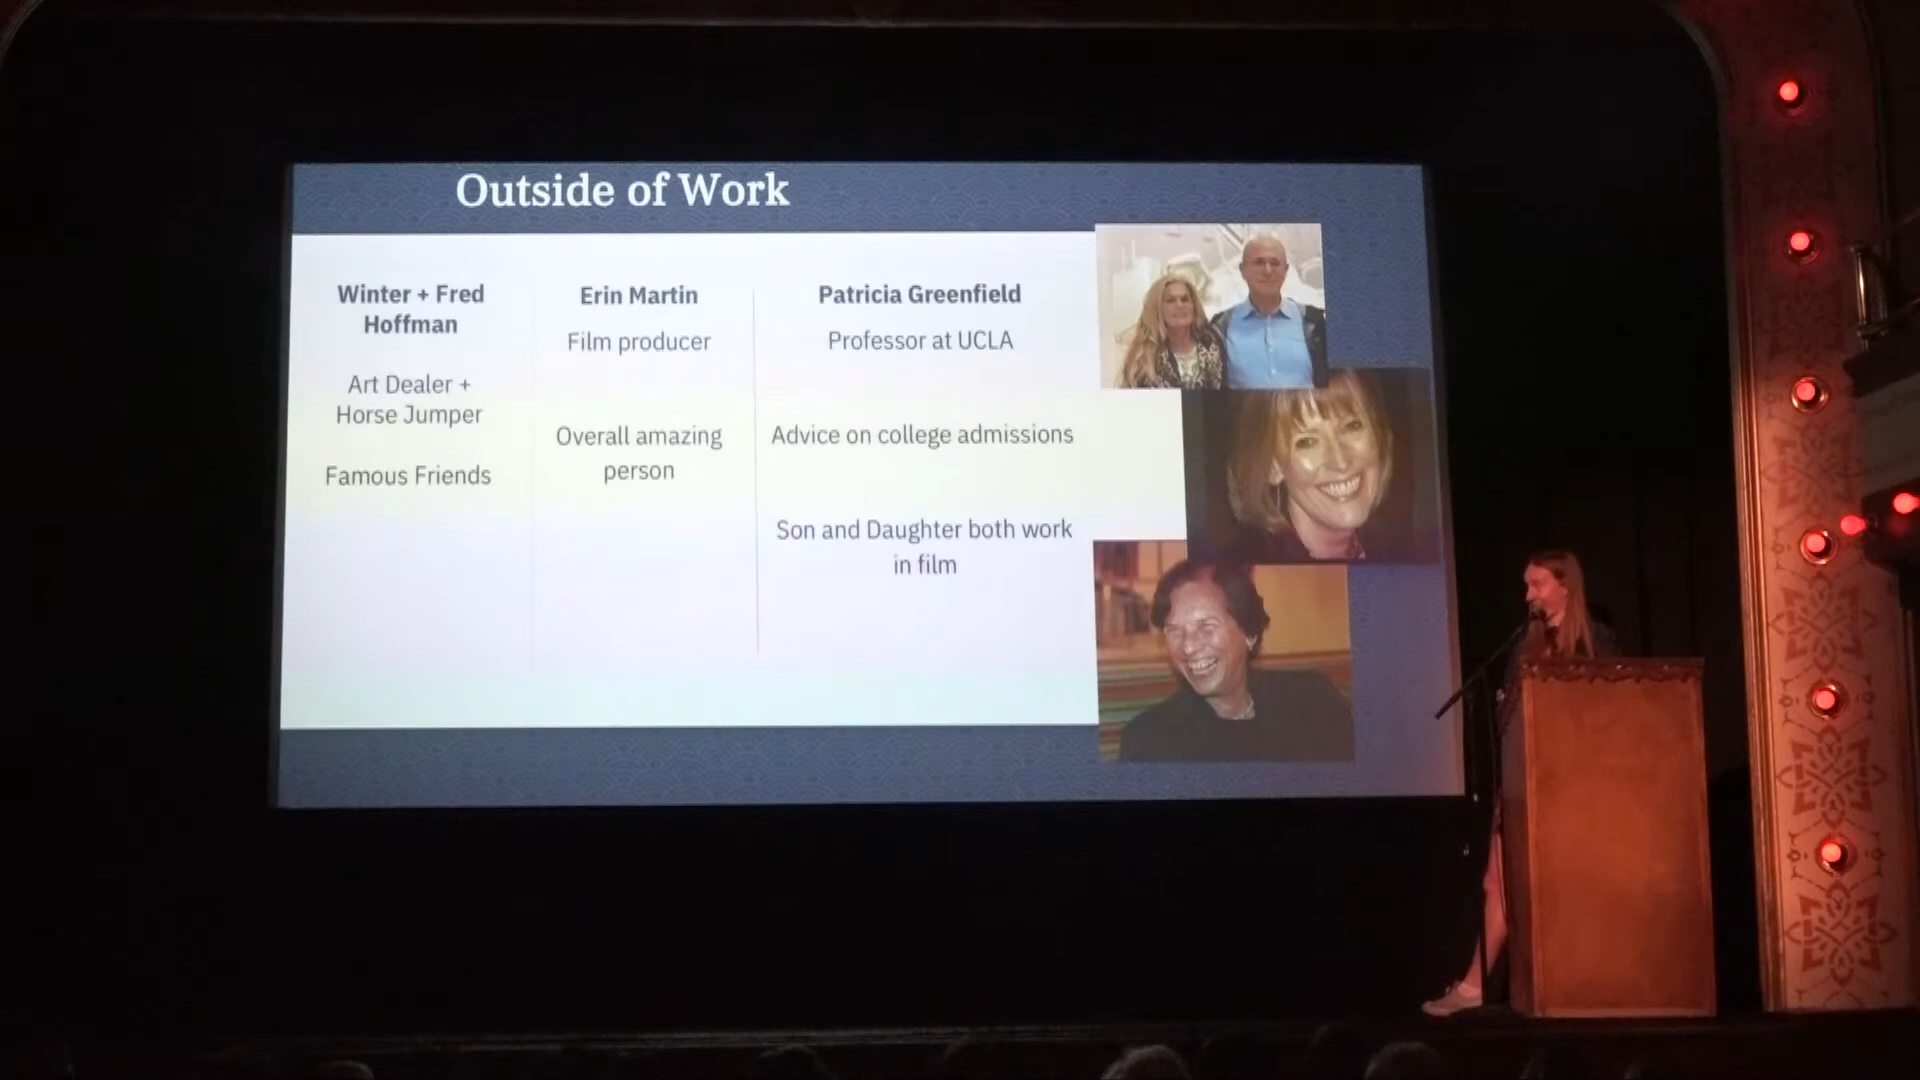 Outside of Work
Winter + Fred
Hoffman
Art Dealer +
Horse Jumper
Famous Friends
Erin Martin
Film producer
Overall amazing
person
Patricia Greenfield
Professor at UCLA
Advice on college admissions
Son and Daughter both work
in film